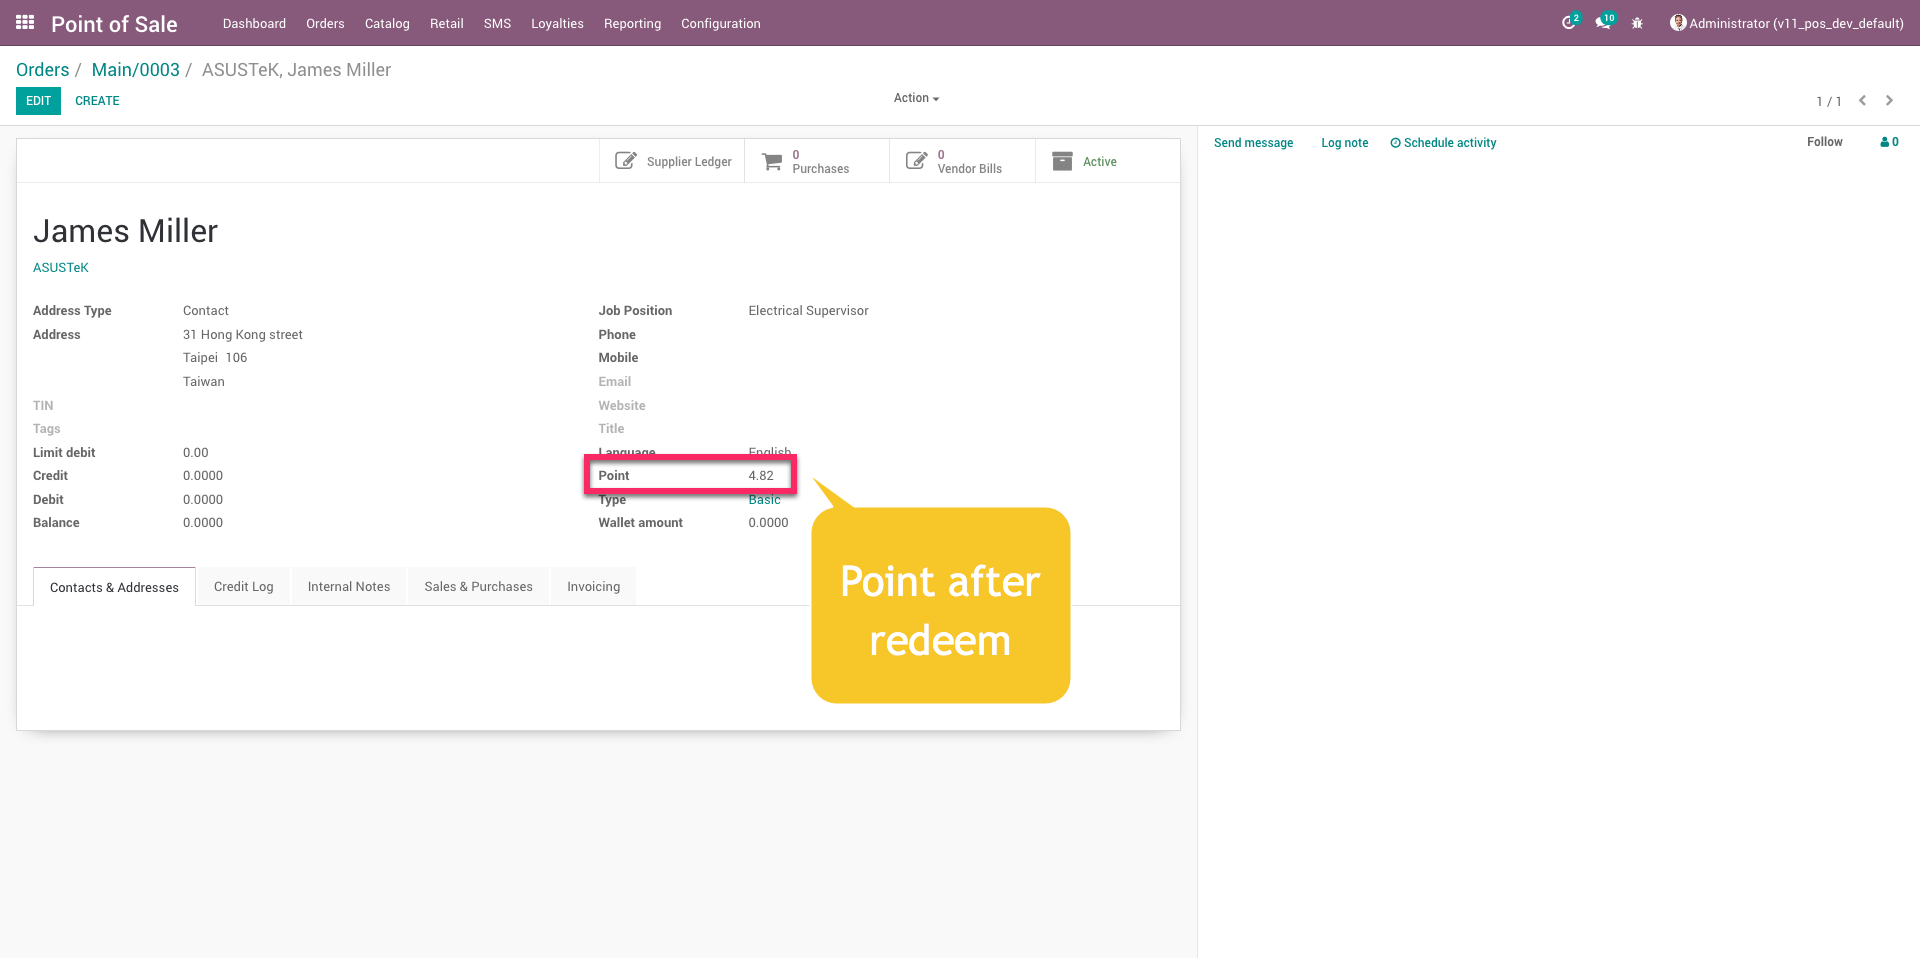 Point of Sale Dashboard Orders Catalog Retail SMS Loyalties Reporting Configuration 2 10 Administrator (v11_pos_dev_default)
Orders / Main/0003 / ASUSTeK, James Miller
EDIT CREATE Action 1 / 1
Supplier Ledger 0 Purchases 0 Vendor Bills Active
Send message Log note Schedule activity Follow 0
James Miller
ASUSTeK
Address Type Contact Job Position Electrical Supervisor
Address 31 Hong Kong street Phone
Taipei 106 Mobile
Taiwan Email
TIN Website
Tags Title
Limit debit 0.00 Language English
Credit 0.0000 Point 4.82
Debit 0.0000 Type Basic
Balance 0.0000 Wallet amount 0.0000
Point after
redeem
Contacts & Addresses Credit Log Internal Notes Sales & Purchases Invoicing